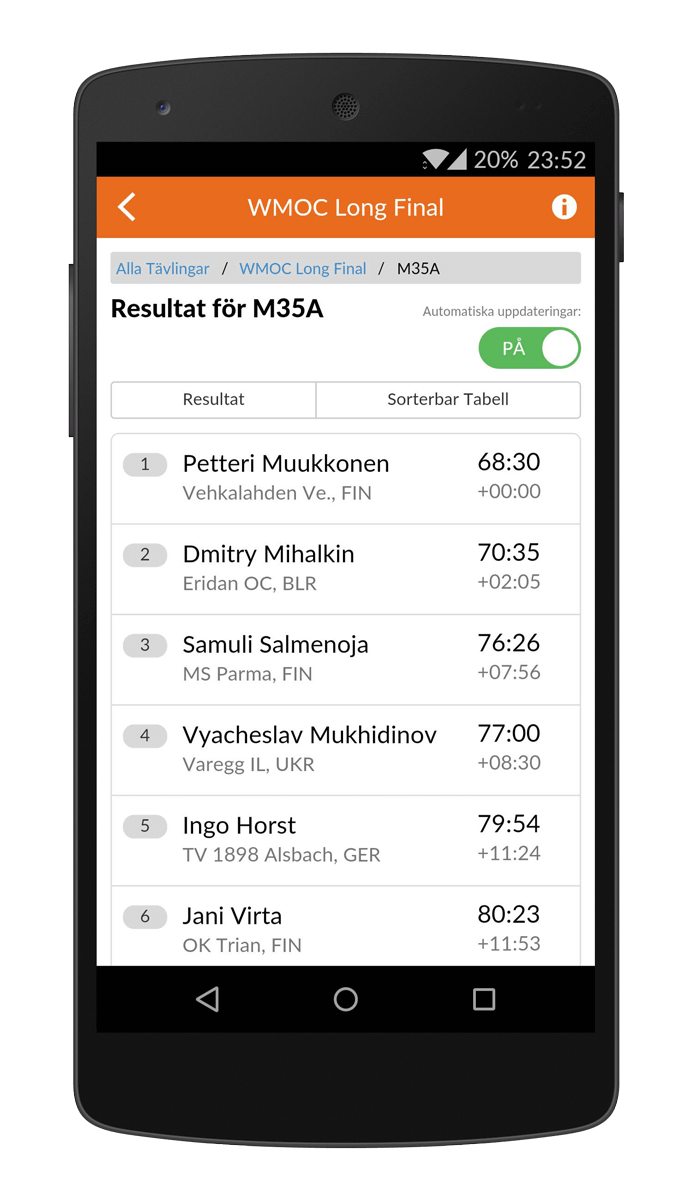 20% 23:52
WMOC Long Final
Alla Tävlingar / WMOC Long Final / M35A
Resultat för M35A
Automatiska uppdateringar:
PÅ
Resultat Sorterbar Tabell
1 Petteri Muukkonen 68:30
Vehkalahden Ve., FIN +00:00
2 Dmitry Mihalkin 70:35
Eridan OC, BLR +02:05
3 Samuli Salmenoja 76:26
MS Parma, FIN +07:56
4 Vyacheslav Mukhidinov 77:00
Varegg IL, UKR +08:30
5 Ingo Horst 79:54
TV 1898 Alsbach, GER +11:24
6 Jani Virta 80:23
OK Trian, FIN +11:53